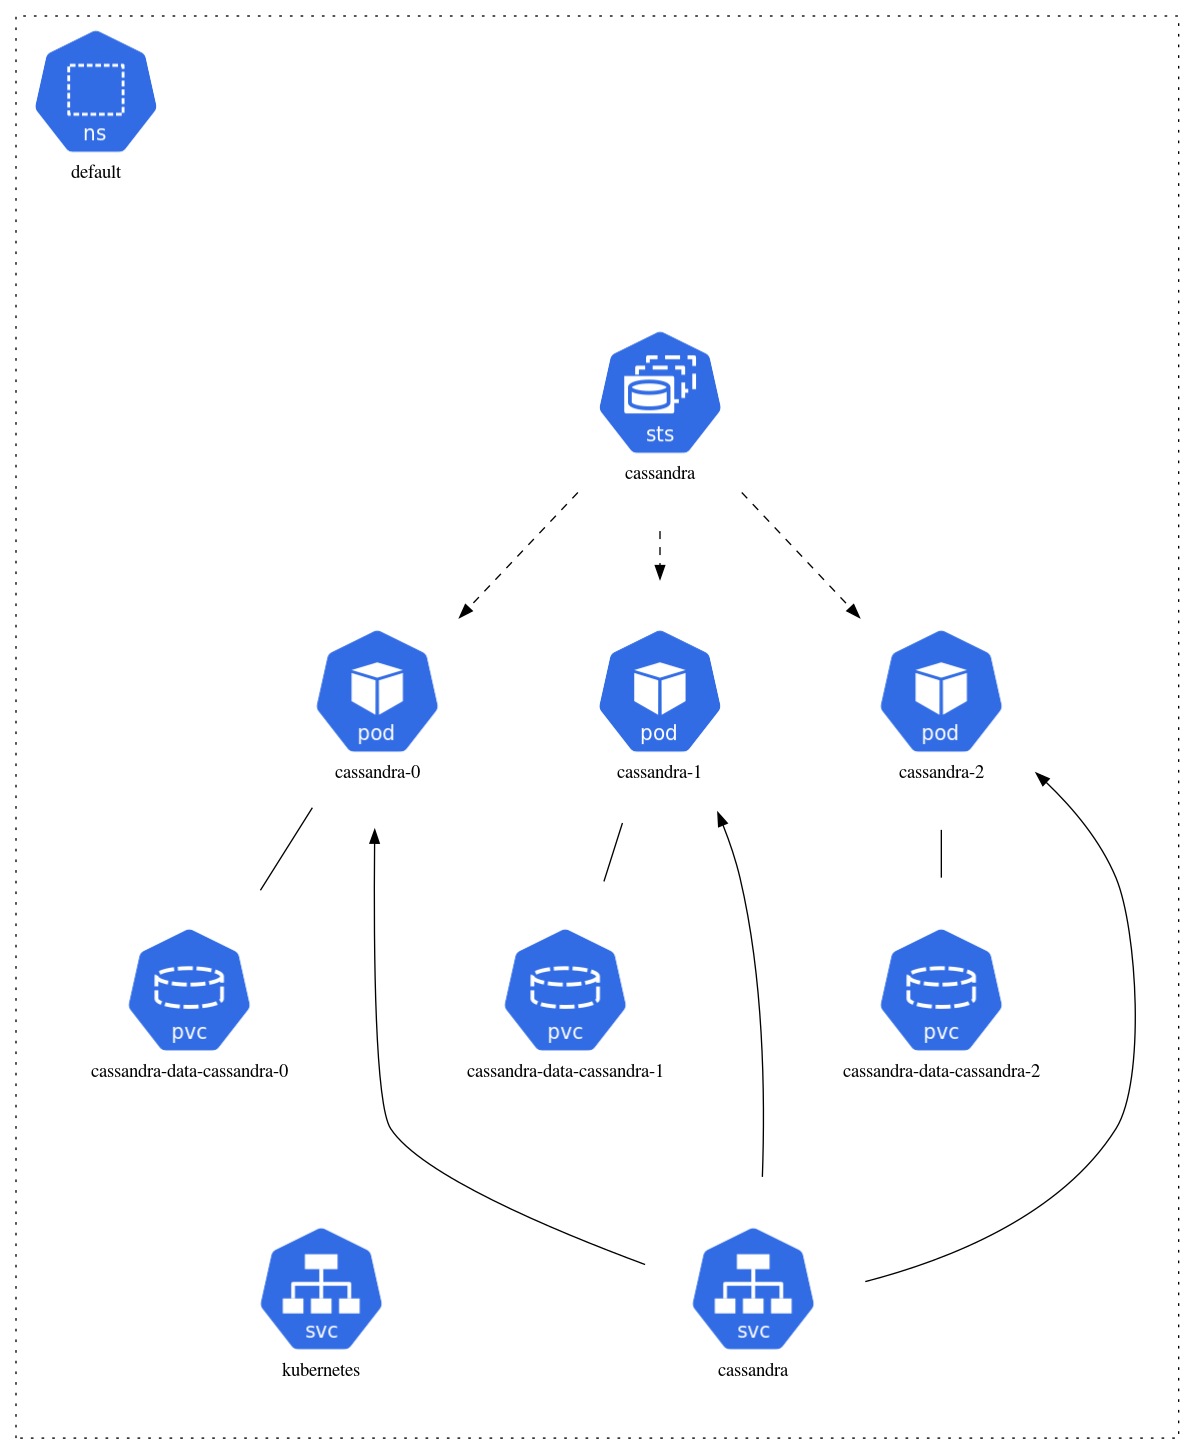 ns
default
sts
cassandra
pod
pod
pod
cassandra-0
cassandra-1
cassandra-2
pvc
pvc
pvc
cassandra-data-cassandra-0
cassandra-data-cassandra-1
cassandra-data-cassandra-2
svc
svc
kubernetes
cassandra